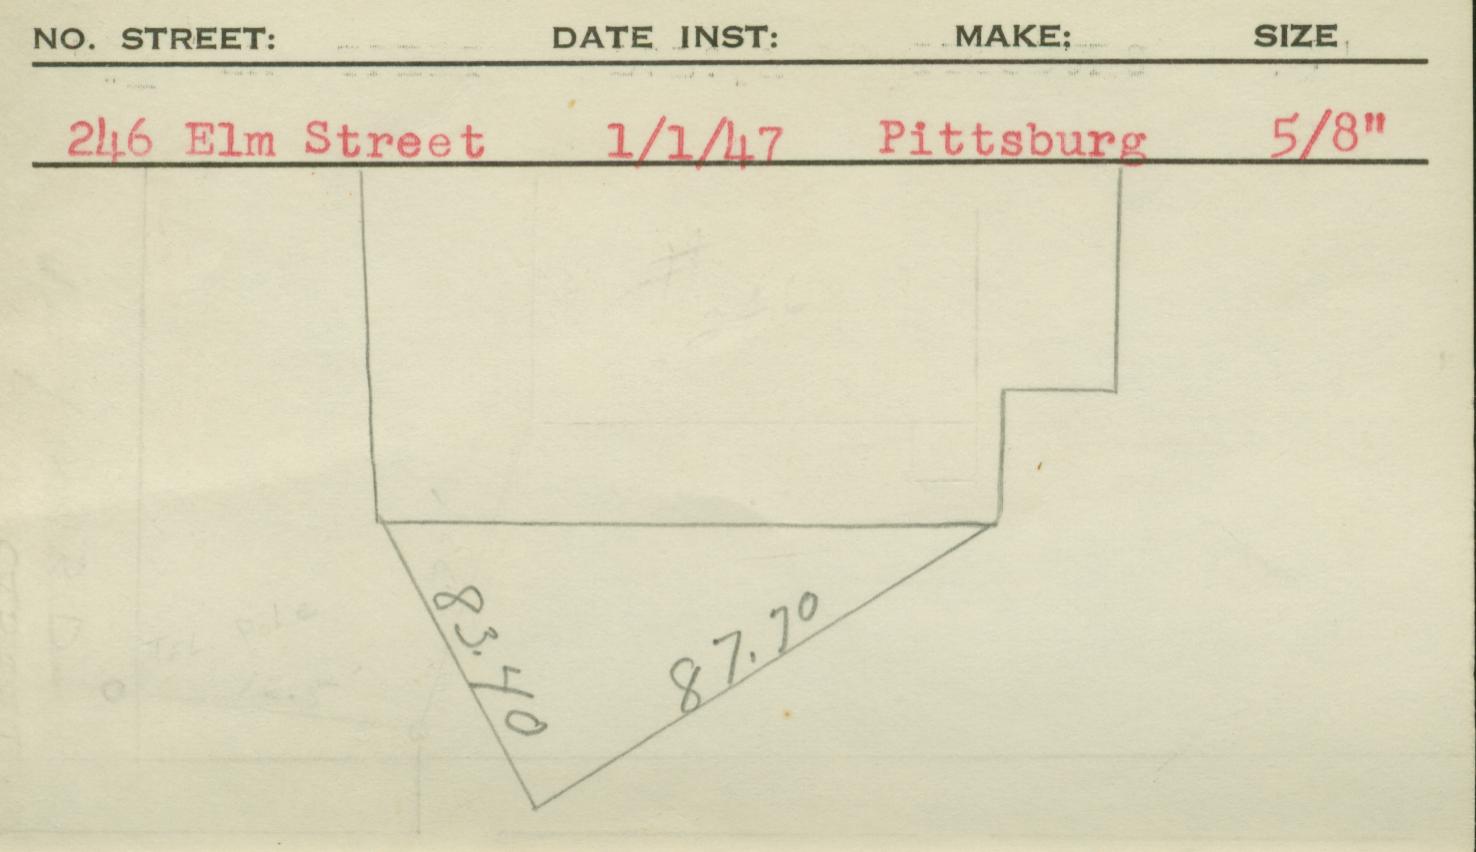 NO. STREET: DATE INST: MAKE: SIZE
246 Elm Street 1/1/47 Pittsburg 5/8"
83.40
87.70